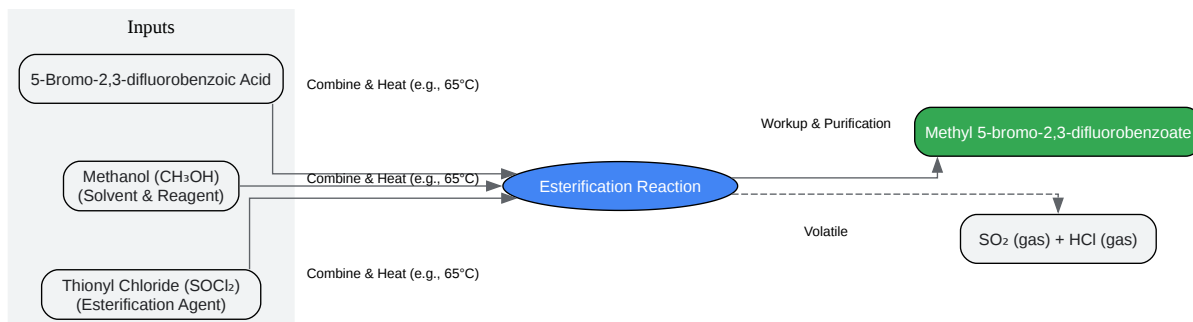 Inputs
5-Bromo-2,3-difluorobenzoic Acid
Combine & Heat (e.g., 65°C)
Workup & Purification
Methyl 5-bromo-2,3-difluorobenzoate
Methanol (CH₃OH)
(Solvent & Reagent)
Combine & Heat (e.g., 65°C)
Esterification Reaction
Volatile
SO₂ (gas) + HCl (gas)
Thionyl Chloride (SOCl₂)
(Esterification Agent)
Combine & Heat (e.g., 65°C)